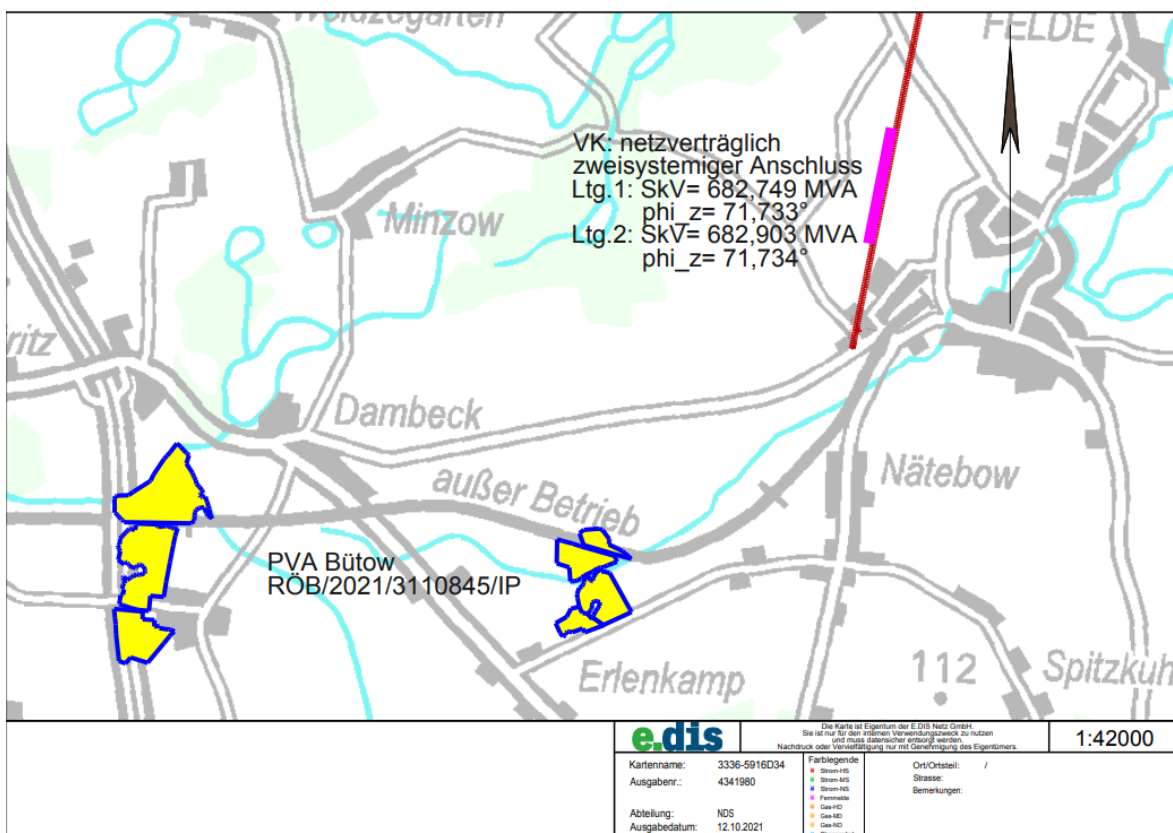 Woldzegarten
FELDE
VK: netzverträglich
zweisystemiger Anschluss
Ltg.1: SkV= 682,749 MVA
phi_z= 71,733°
Ltg.2: SkV= 682,903 MVA
phi_z= 71,734°
Minzow
ritz
Dambeck
außer Betrieb
Nätebow
PVA Bütow
RÖB/2021/3110845/IP
Erlenkamp
112
Spitzkuh
e.dis
Die Karte ist Eigentum der E.DIS Netz GmbH.
Sie ist nur für den internen Verwendungszweck zu nutzen
und muss datensicher entsorgt werden.
Nachdruck oder Vervielfältigung nur mit Genehmigung des Eigentümers.
1:42000
Kartenname: 3336-5916D34
Ausgabenr.: 4341980
Abteilung: NDS
Ausgabedatum: 12.10.2021
Farblegende
Strom-HS
Strom-MS
Strom-NS
Fernmelde
Gas-HD
Gas-MD
Gas-ND
Ort/Ortsteil: /
Strasse:
Bemerkungen: